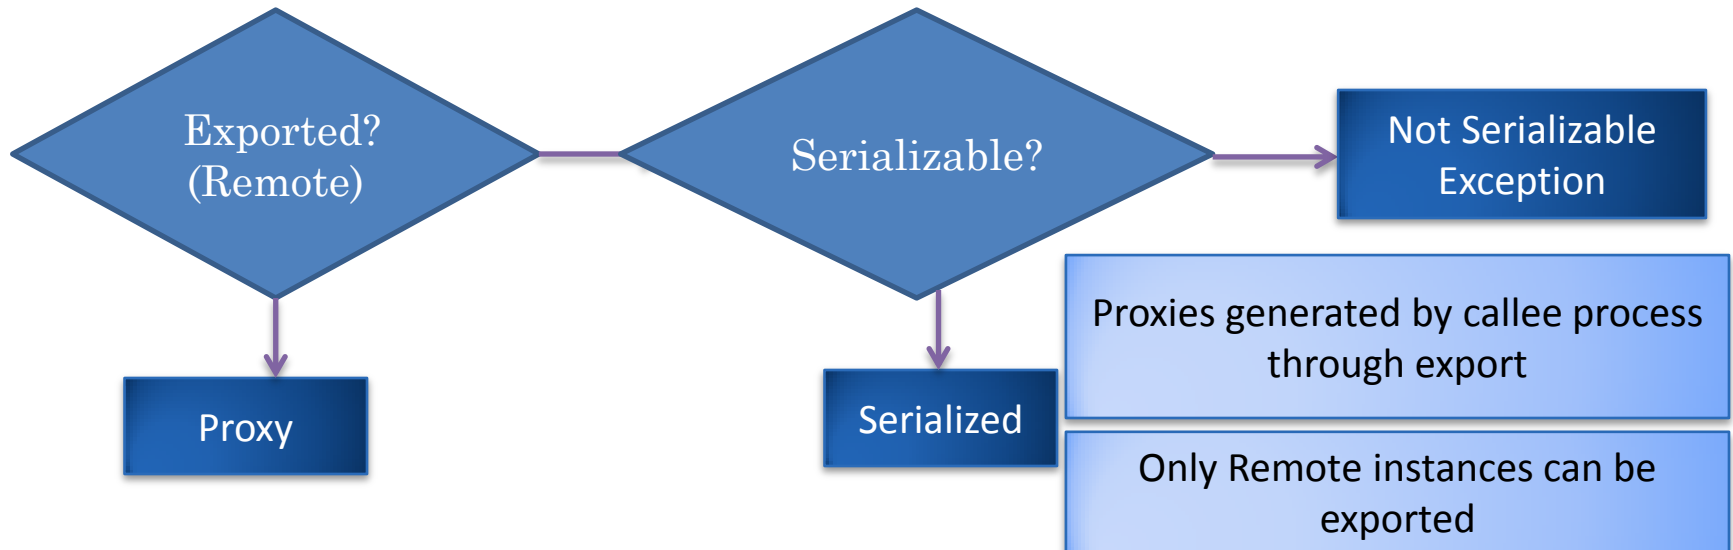 Exported?
(Remote)
Serializable?
Not Serializable
Exception
Proxy
Serialized
Proxies generated by callee process
through export
Only Remote instances can be
exported